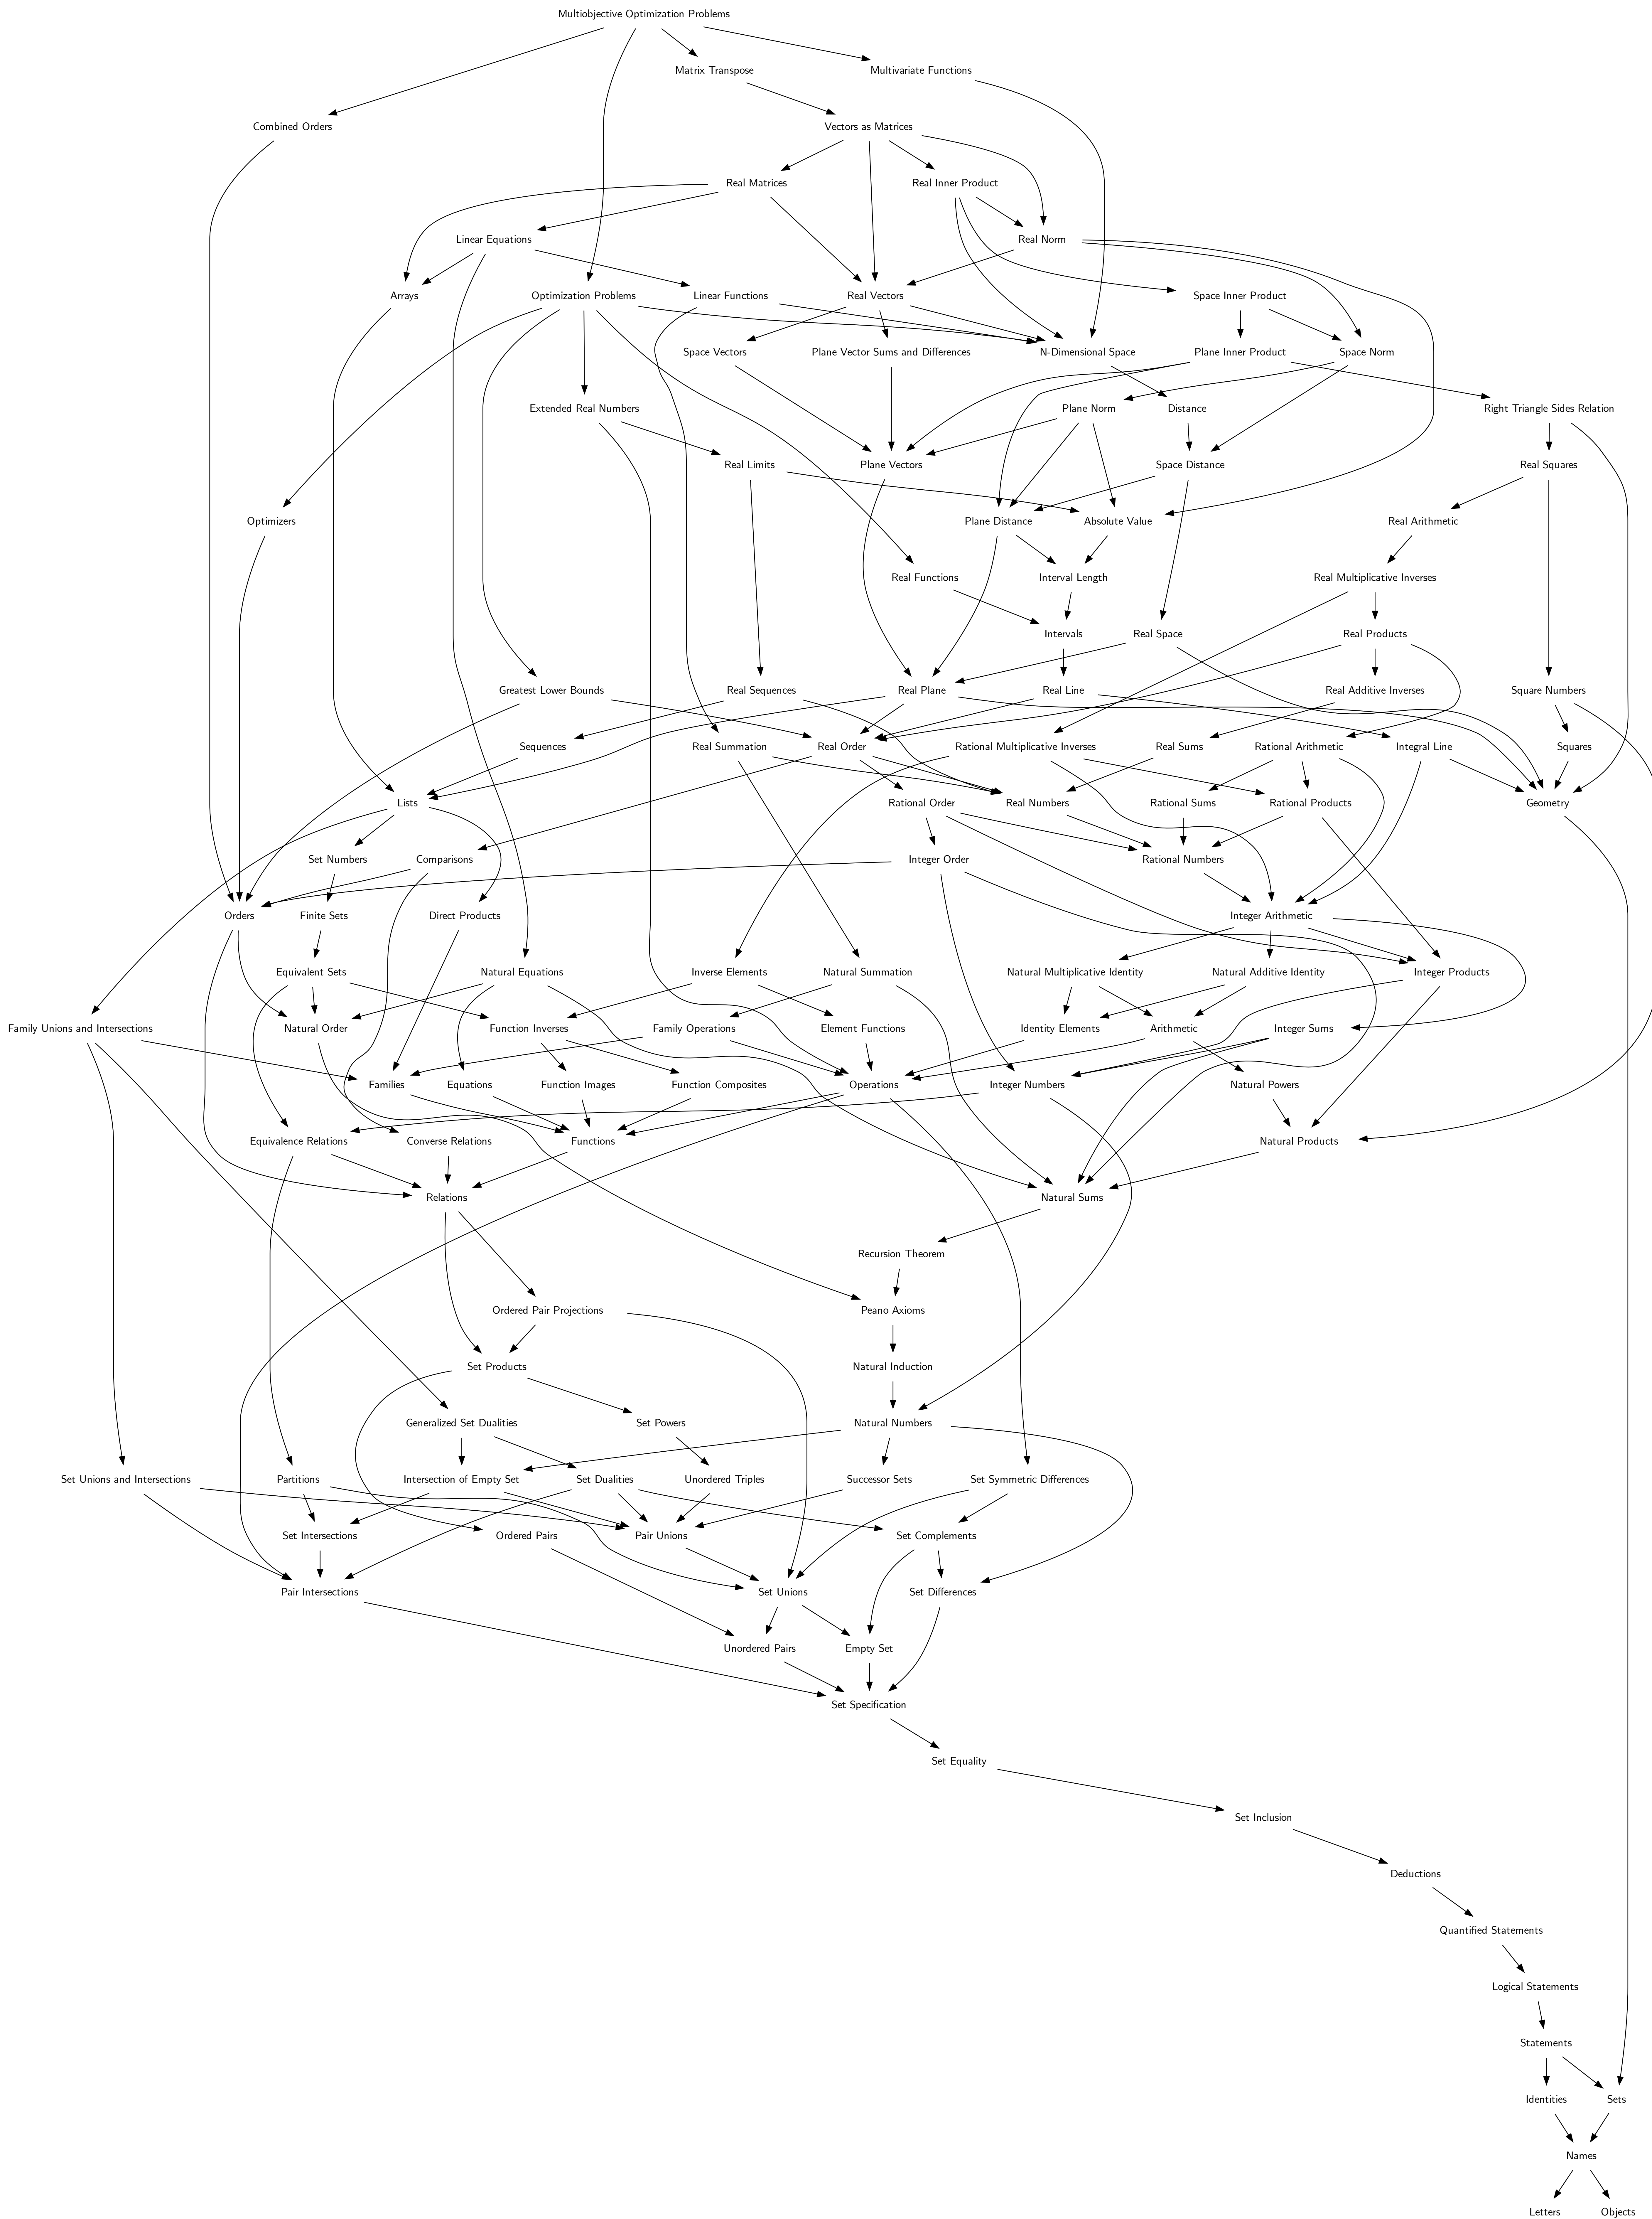 Multiobjective Optimization Problems
Matrix Transpose
Multivariate Functions
Combined Orders
Vectors as Matrices
Real Matrices
Real Inner Product
Linear Equations
Real Norm
Arrays
Optimization Problems
Linear Functions
Real Vectors
Space Inner Product
Space Vectors
Plane Vector Sums and Differences
N-Dimensional Space
Plane Inner Product
Space Norm
Extended Real Numbers
Plane Norm
Distance
Right Triangle Sides Relation
Real Limits
Plane Vectors
Space Distance
Real Squares
Optimizers
Plane Distance
Absolute Value
Real Arithmetic
Real Functions
Interval Length
Real Multiplicative Inverses
Intervals
Real Space
Real Products
Greatest Lower Bounds
Real Sequences
Real Plane
Real Line
Real Additive Inverses
Square Numbers
Sequences
Real Summation
Real Order
Rational Multiplicative Inverses
Real Sums
Rational Arithmetic
Integral Line
Squares
Lists
Rational Order
Real Numbers
Rational Sums
Rational Products
Geometry
Set Numbers
Comparisons
Integer Order
Rational Numbers
Orders
Finite Sets
Direct Products
Integer Arithmetic
Equivalent Sets
Natural Equations
Inverse Elements
Natural Summation
Natural Multiplicative Identity
Natural Additive Identity
Integer Products
Family Unions and Intersections
Natural Order
Function Inverses
Family Operations
Element Functions
Identity Elements
Arithmetic
Integer Sums
Families
Equations
Function Images
Function Composites
Operations
Integer Numbers
Natural Powers
Equivalence Relations
Converse Relations
Functions
Natural Products
Relations
Natural Sums
Recursion Theorem
Ordered Pair Projections
Peano Axioms
Set Products
Natural Induction
Generalized Set Dualities
Set Powers
Natural Numbers
Set Unions and Intersections
Partitions
Intersection of Empty Set
Set Dualities
Unordered Triples
Successor Sets
Set Symmetric Differences
Set Intersections
Ordered Pairs
Pair Unions
Set Complements
Pair Intersections
Set Unions
Set Differences
Unordered Pairs
Empty Set
Set Specification
Set Equality
Set Inclusion
Deductions
Quantified Statements
Logical Statements
Statements
Identities
Sets
Names
Letters
Objects